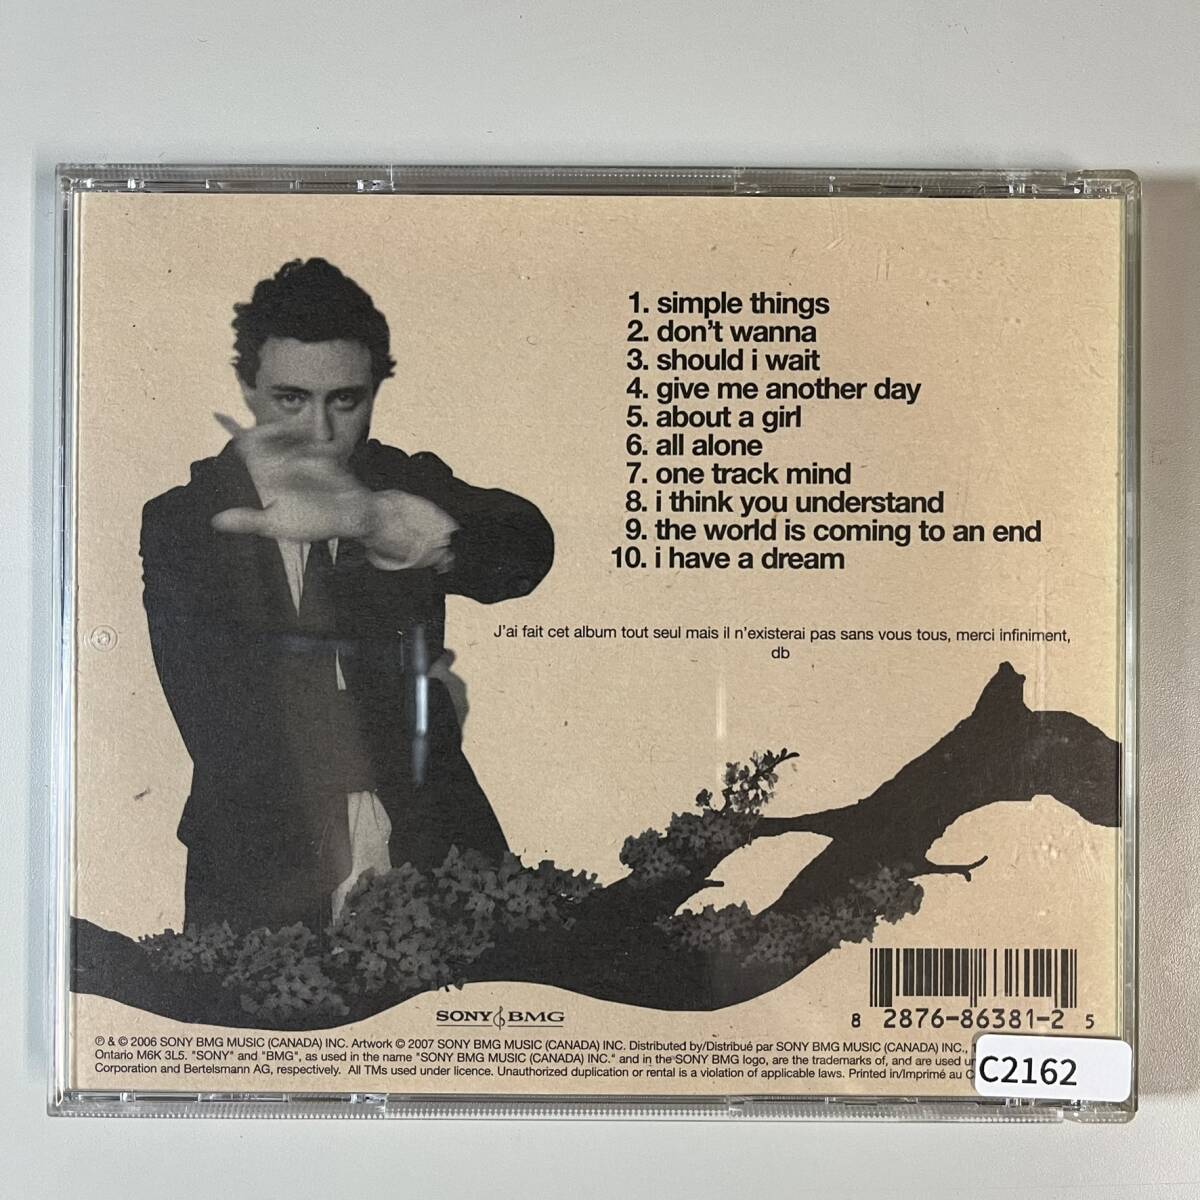 1. simple things
2. don't wanna
3. should i wait
4. give me another day
5. about a girl
6. all alone
7. one track mind
8. i think you understand
9. the world is coming to an end
10. i have a dream
J'ai fait cet album tout seul mais il n'existerai pas sans vous tous, merci infiniment,
db
SONY BMG
8 2876-86381-2 5
℗ & © 2006 SONY BMG MUSIC (CANADA) INC. Artwork © 2007 SONY BMG MUSIC (CANADA) INC. Distributed by/Distribué par SONY BMG MUSIC (CANADA) INC.,
Ontario M6K 3L5. "SONY" and "BMG", as used in the name "SONY BMG MUSIC (CANADA) INC." and in the SONY BMG logo, are the trademarks of, and are used
Corporation and Bertelsmann AG, respectively. All TMs used under licence. Unauthorized duplication or rental is a violation of applicable laws. Printed in/Imprimé au
C2162